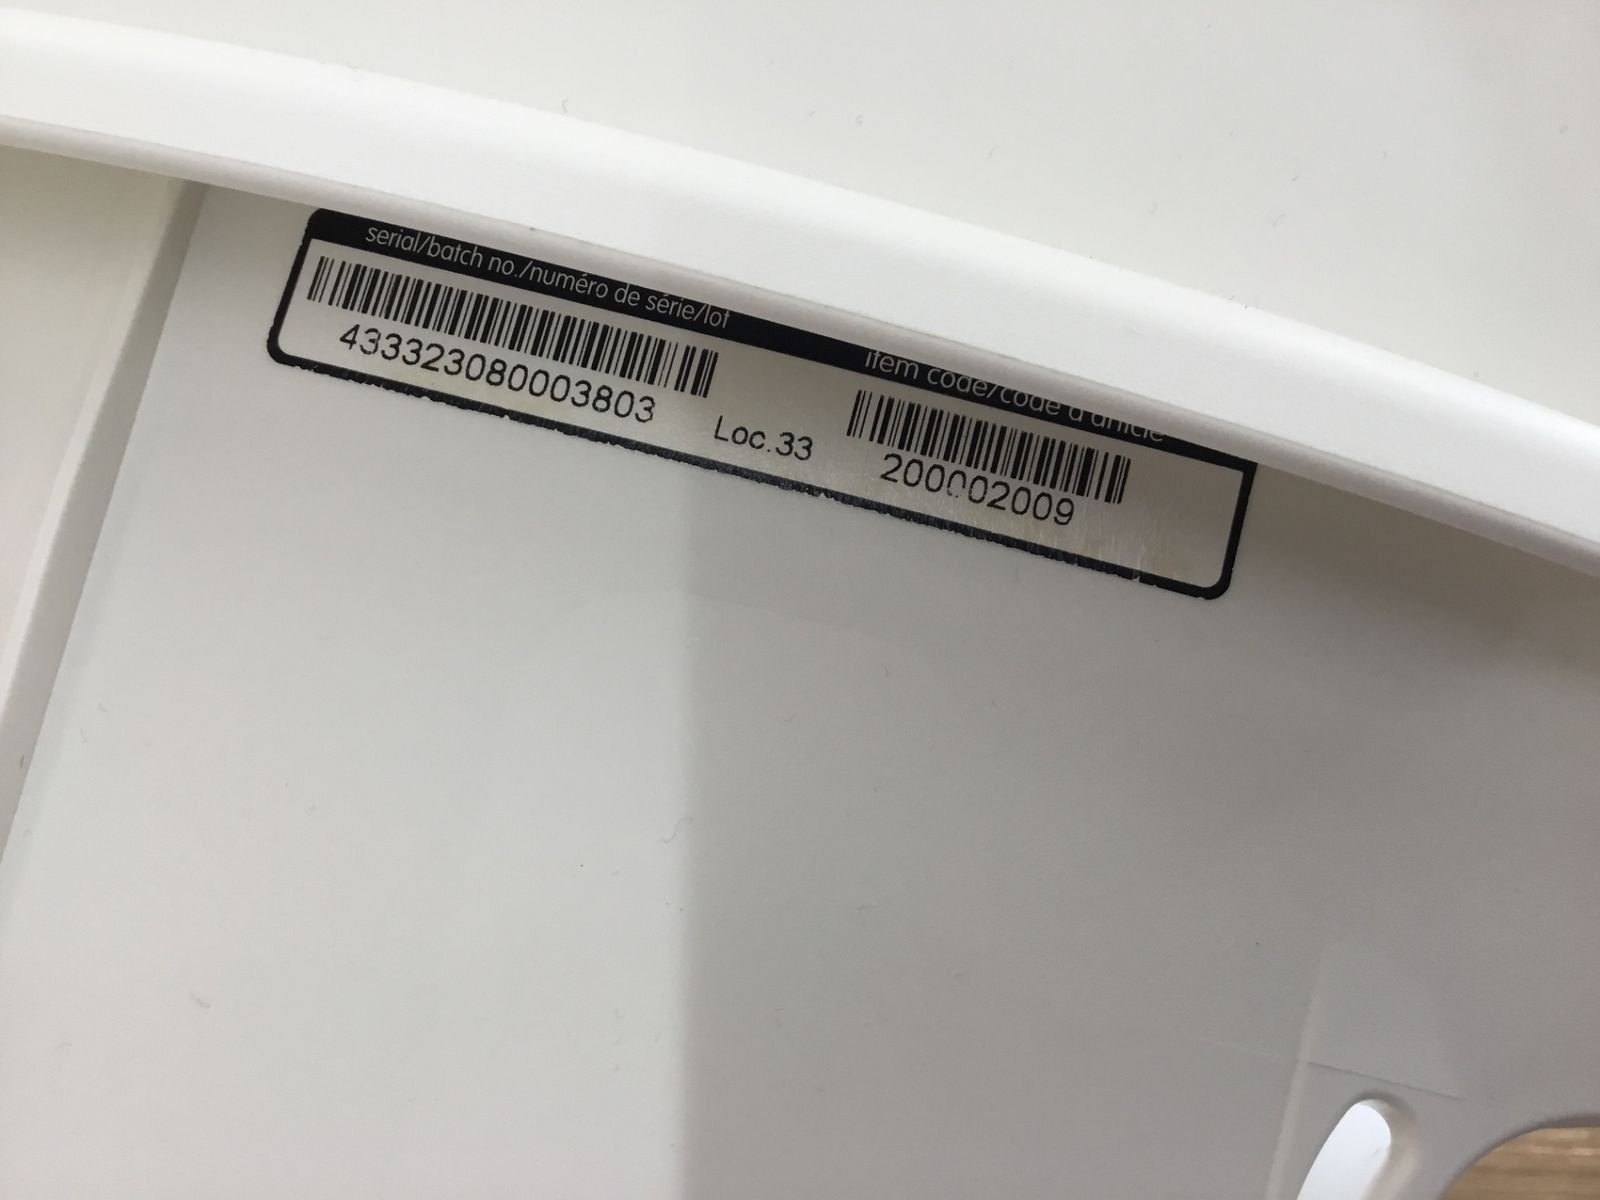 serial/batch no./numéro de série/lot
item code/code d'article
433323080003803
Loc.33
200002009